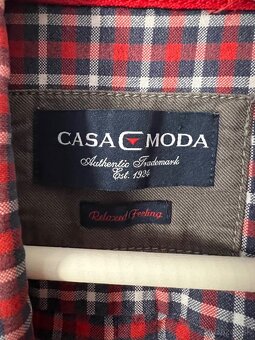 CASA MODA
Authentic Trademark
Est. 1924
Relaxed Feeling